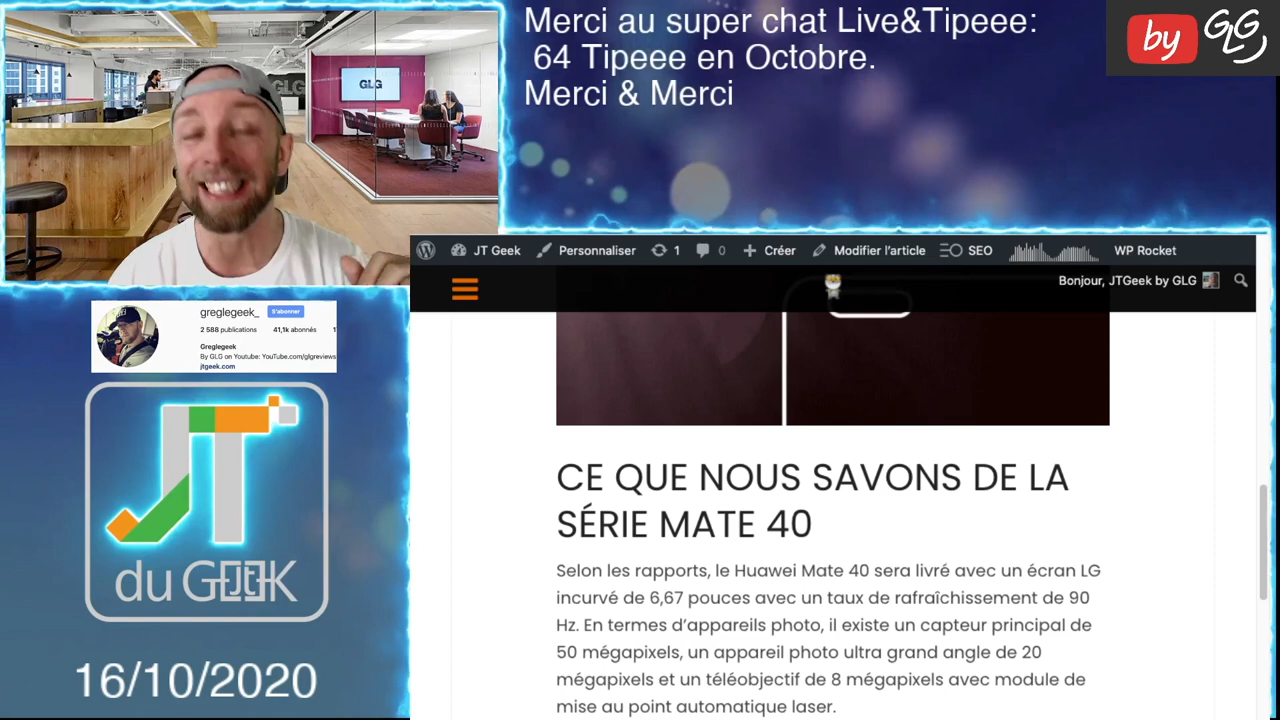 Merci au super chat Live&Tipeee:
64 Tipeee en Octobre.
Merci & Merci
by GLG
GLG
GLG
JT Geek Personnaliser 1 0 Créer Modifier l'article SEO WP Rocket
Bonjour, JTGeek by GLG
greglegeek_ S'abonner
2 588 publications 41,1k abonnés 1
Greglegeek
By GLG on Youtube: YouTube.com/glgreviews
jtgeek.com
JT
du GEEK
16/10/2020
CE QUE NOUS SAVONS DE LA
SÉRIE MATE 40
Selon les rapports, le Huawei Mate 40 sera livré avec un écran LG
incurvé de 6,67 pouces avec un taux de rafraîchissement de 90
Hz. En termes d'appareils photo, il existe un capteur principal de
50 mégapixels, un appareil photo ultra grand angle de 20
mégapixels et un téléobjectif de 8 mégapixels avec module de
mise au point automatique laser.